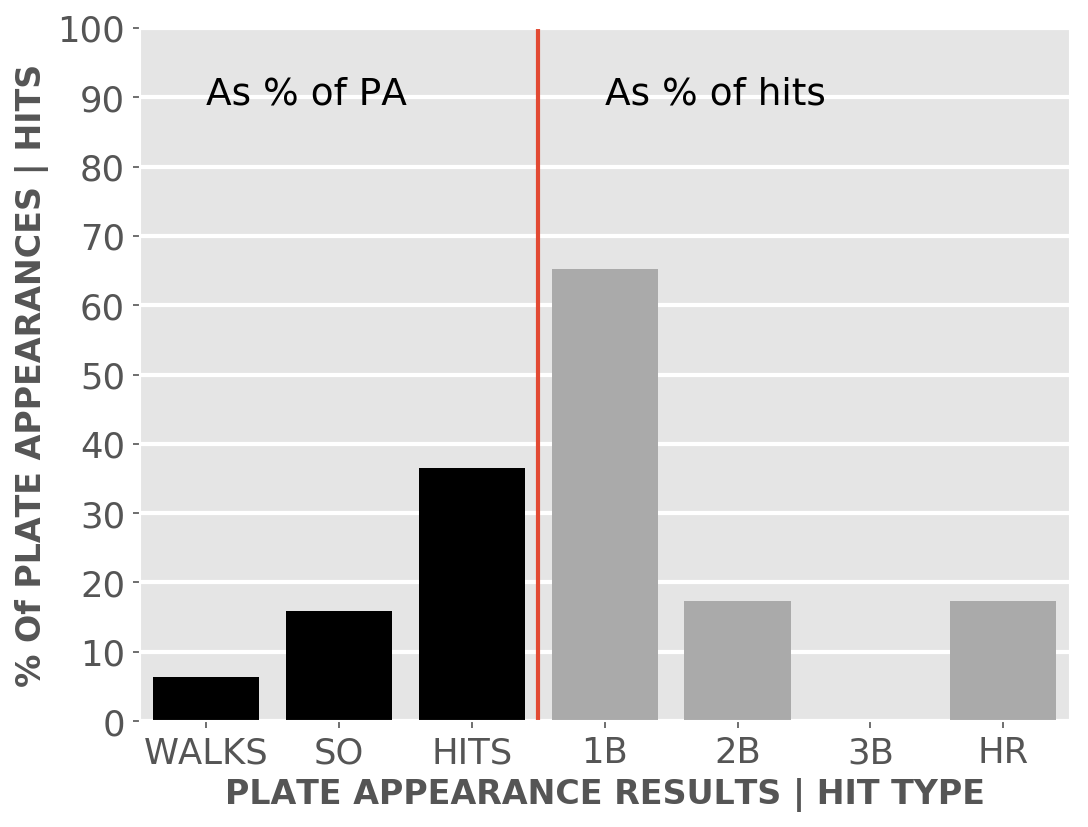 % Of PLATE APPEARANCES | HITS
100
90
80
70
60
50
40
30
20
10
0
As % of PA
As % of hits
WALKS SO HITS 1B 2B 3B HR
PLATE APPEARANCE RESULTS | HIT TYPE